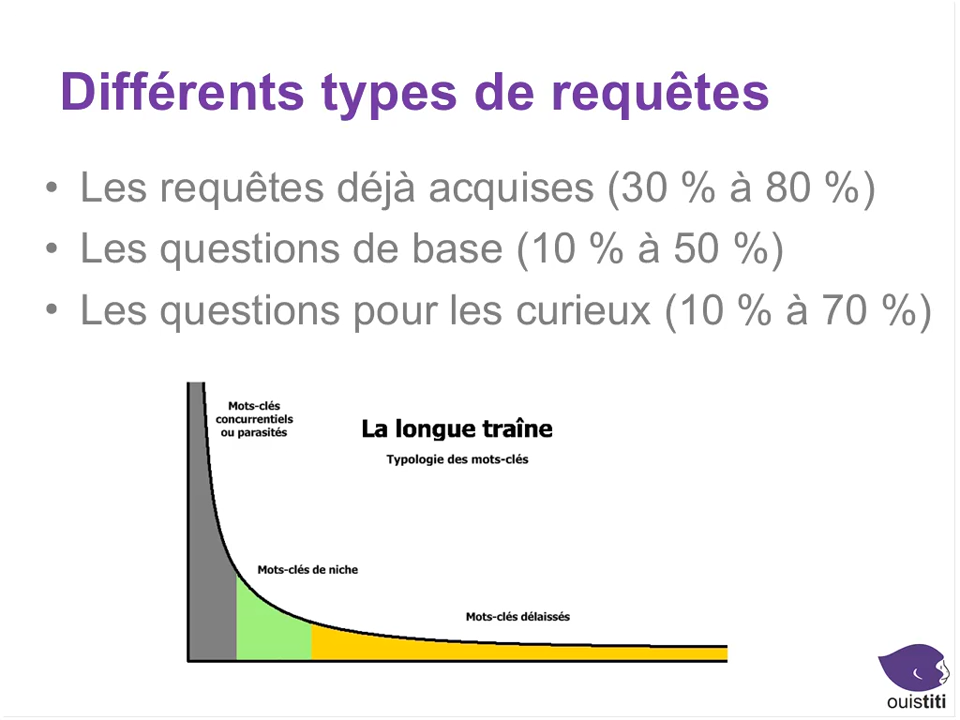 Différents types de requêtes
• Les requêtes déjà acquises (30 % à 80 %)
• Les questions de base (10 % à 50 %)
• Les questions pour les curieux (10 % à 70 %)
Mots-clés
concurrentiels
ou parasités
La longue traîne
Typologie des mots-clés
Mots-clés de niche
Mots-clés délaissés
ouistiti